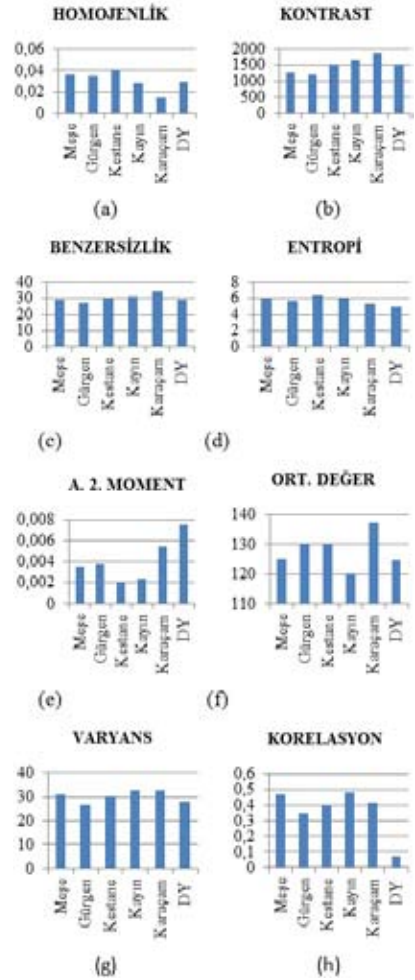 HOMOJENLİK
0,06
0,04
0,02
0
Meşe
Gürgen
Kestane
Kayın
Karaçam
DY
(a)
KONTRAST
2000
1500
1000
500
0
Meşe
Gürgen
Kestane
Kayın
Karaçam
DY
(b)
BENZERSİZLİK
40
30
20
10
0
Meşe
Gürgen
Kestane
Kayın
Karaçam
DY
(c)
ENTROPİ
8
6
4
2
0
Meşe
Gürgen
Kestane
Kayın
Karaçam
DY
(d)
A. 2. MOMENT
0,008
0,006
0,004
0,002
0
Meşe
Gürgen
Kestane
Kayın
Karaçam
DY
(e)
ORT. DEĞER
140
130
120
110
Meşe
Gürgen
Kestane
Kayın
Karaçam
DY
(f)
VARYANS
40
30
20
10
0
Meşe
Gürgen
Kestane
Kayın
Karaçam
DY
(g)
KORELASYON
0,6
0,5
0,4
0,3
0,2
0,1
0
Meşe
Gürgen
Kestane
Kayın
Karaçam
DY
(h)